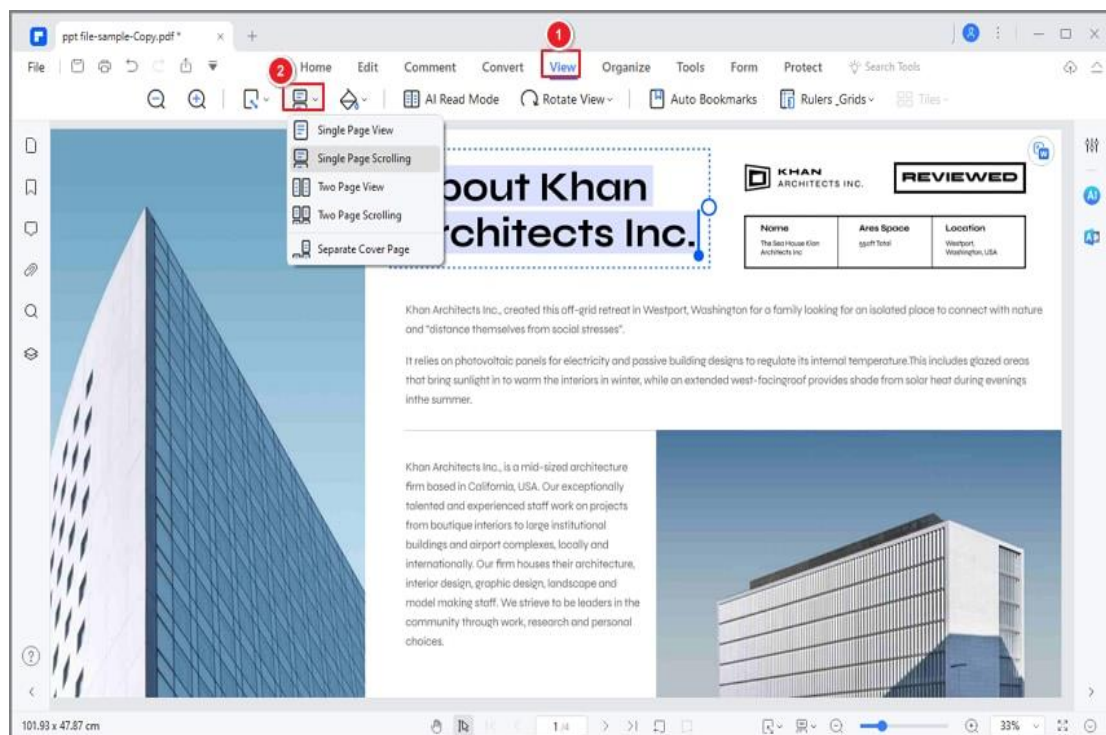 1
ppt file-sample-Copy.pdf *
2
File Home Edit Comment Convert View Organize Tools Form Protect Search Tools
AI Read Mode Rotate View Auto Bookmarks Rulers _Grids Tiles
Single Page View
Single Page Scrolling
Two Page View
Two Page Scrolling
Separate Cover Page
bout Khan
rchitects Inc.
KHAN
ARCHITECTS INC.
REVIEWED
Name
The Sea House Klan
Architects Inc
Ares Space
550ft Total
Location
Westport,
Washington, USA
W
AI
Khan Architects Inc., created this off-grid retreat in Westport, Washington for a family looking for an isolated place to connect with nature
and "distance themselves from social stresses".
It relies on photovoltaic panels for electricity and passive building designs to regulate its internal temperature.This includes glazed areas
that bring sunlight in to warm the interiors in winter, while an extended west-facingroof provides shade from solar heat during evenings
inthe summer.
Khan Architects Inc., is a mid-sized architecture
firm based in California, USA. Our exceptionally
talented and experienced staff work on projects
from boutique interiors to large institutional
buildings and airport complexes, locally and
internationally. Our firm houses their architecture,
interior design, graphic design, landscape and
model making staff. We strieve to be leaders in the
community through work, research and personal
choices.
101.93 x 47.87 cm
1 /4
33%